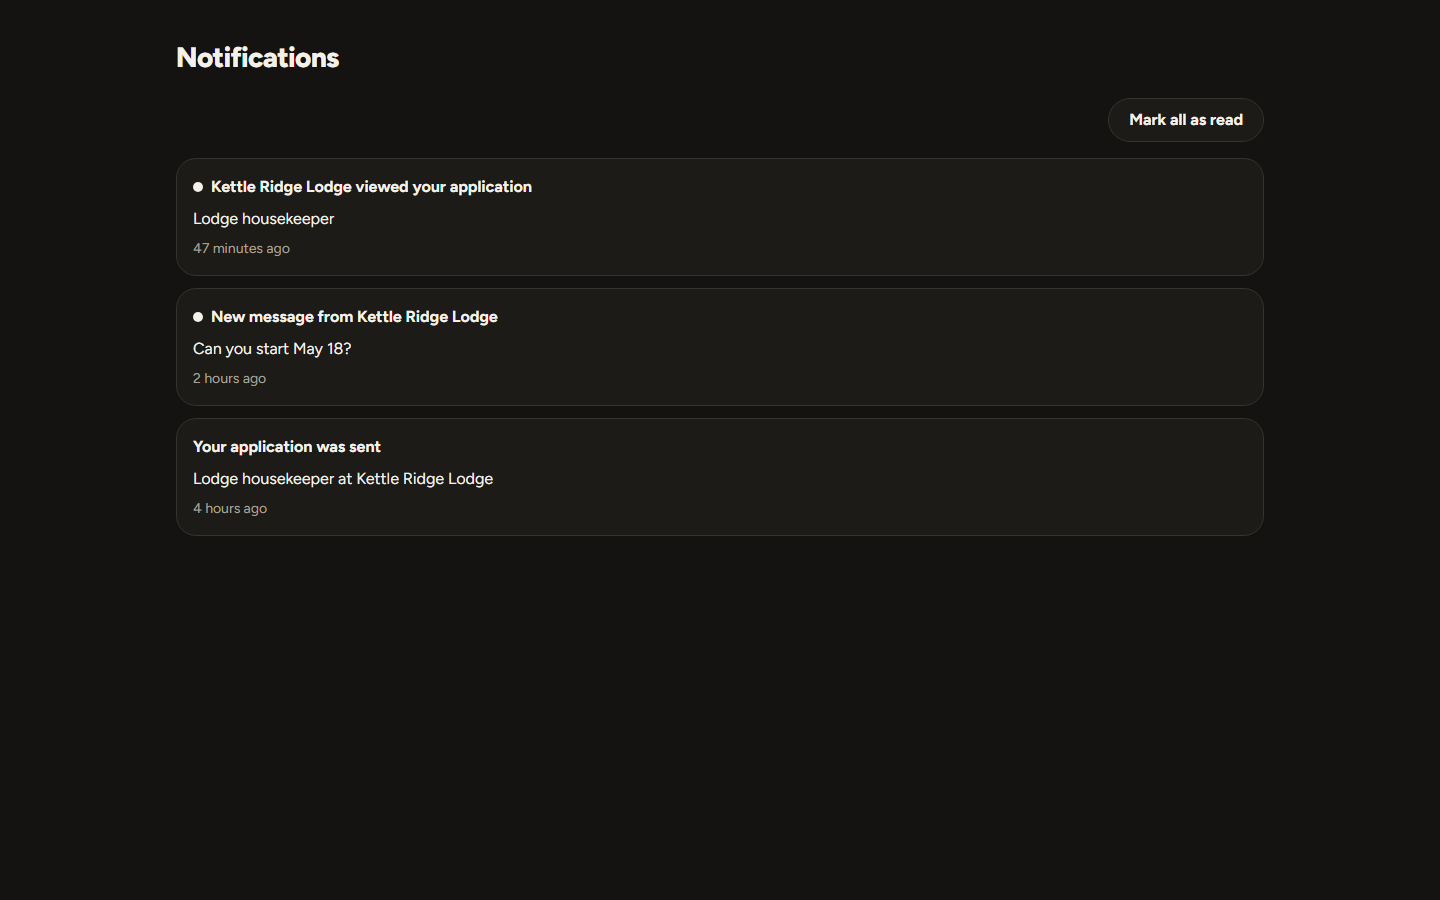 Notifications
Mark all as read
Kettle Ridge Lodge viewed your application
Lodge housekeeper
47 minutes ago
New message from Kettle Ridge Lodge
Can you start May 18?
2 hours ago
Your application was sent
Lodge housekeeper at Kettle Ridge Lodge
4 hours ago